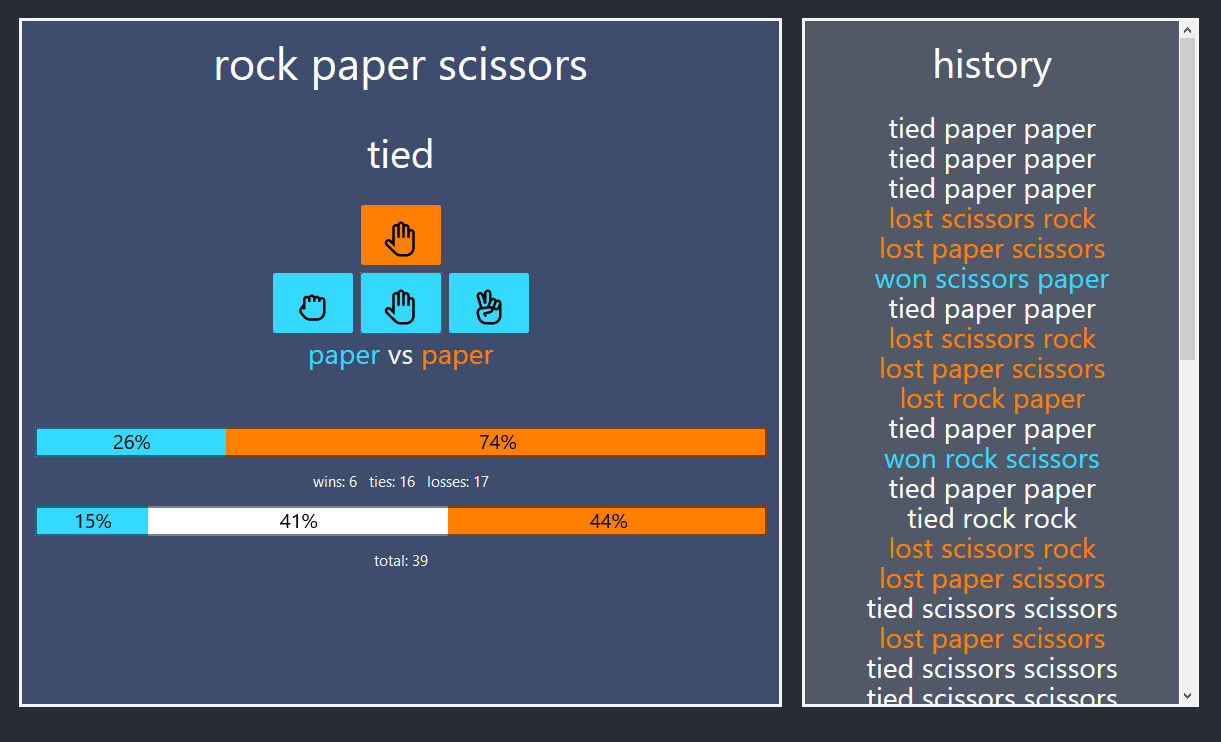 rock paper scissors
tied
paper vs paper
26% 74%
wins: 6 ties: 16 losses: 17
15% 41% 44%
total: 39
history
tied paper paper
tied paper paper
tied paper paper
lost scissors rock
lost paper scissors
won scissors paper
tied paper paper
lost scissors rock
lost paper scissors
lost rock paper
tied paper paper
won rock scissors
tied paper paper
tied rock rock
lost scissors rock
lost paper scissors
tied scissors scissors
lost paper scissors
tied scissors scissors
tied scissors scissors